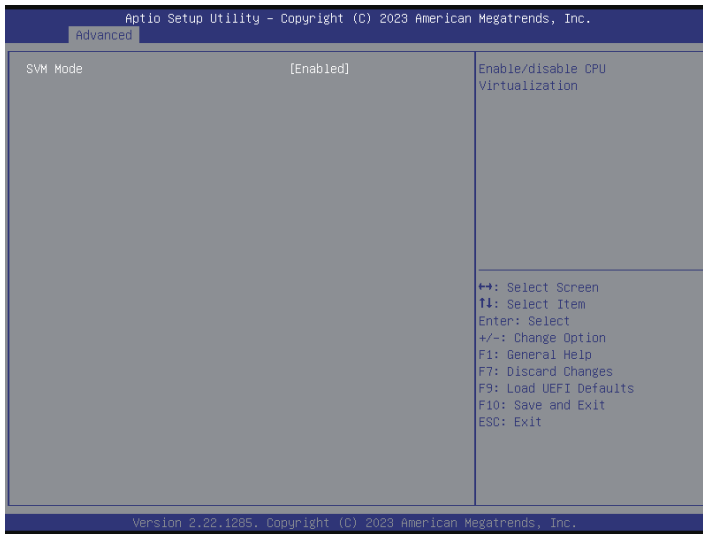 Aptio Setup Utility – Copyright (C) 2023 American Megatrends, Inc.
Advanced
SVM Mode [Enabled]
Enable/disable CPU
Virtualization
↔: Select Screen
↑↓: Select Item
Enter: Select
+/-: Change Option
F1: General Help
F7: Discard Changes
F9: Load UEFI Defaults
F10: Save and Exit
ESC: Exit
Version 2.22.1285. Copyright (C) 2023 American Megatrends, Inc.